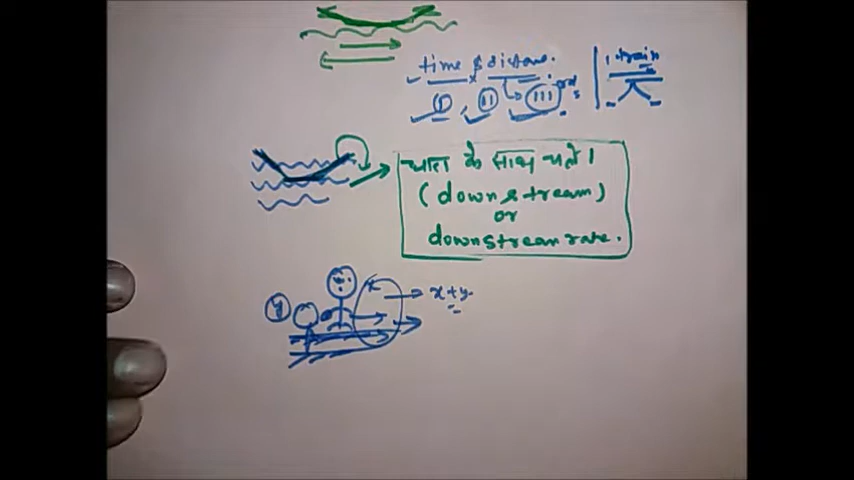 time & distance.
train
I, II, III
धारा के साथ चले।
(downstream)
or
downstream rate.
y x → x+y.